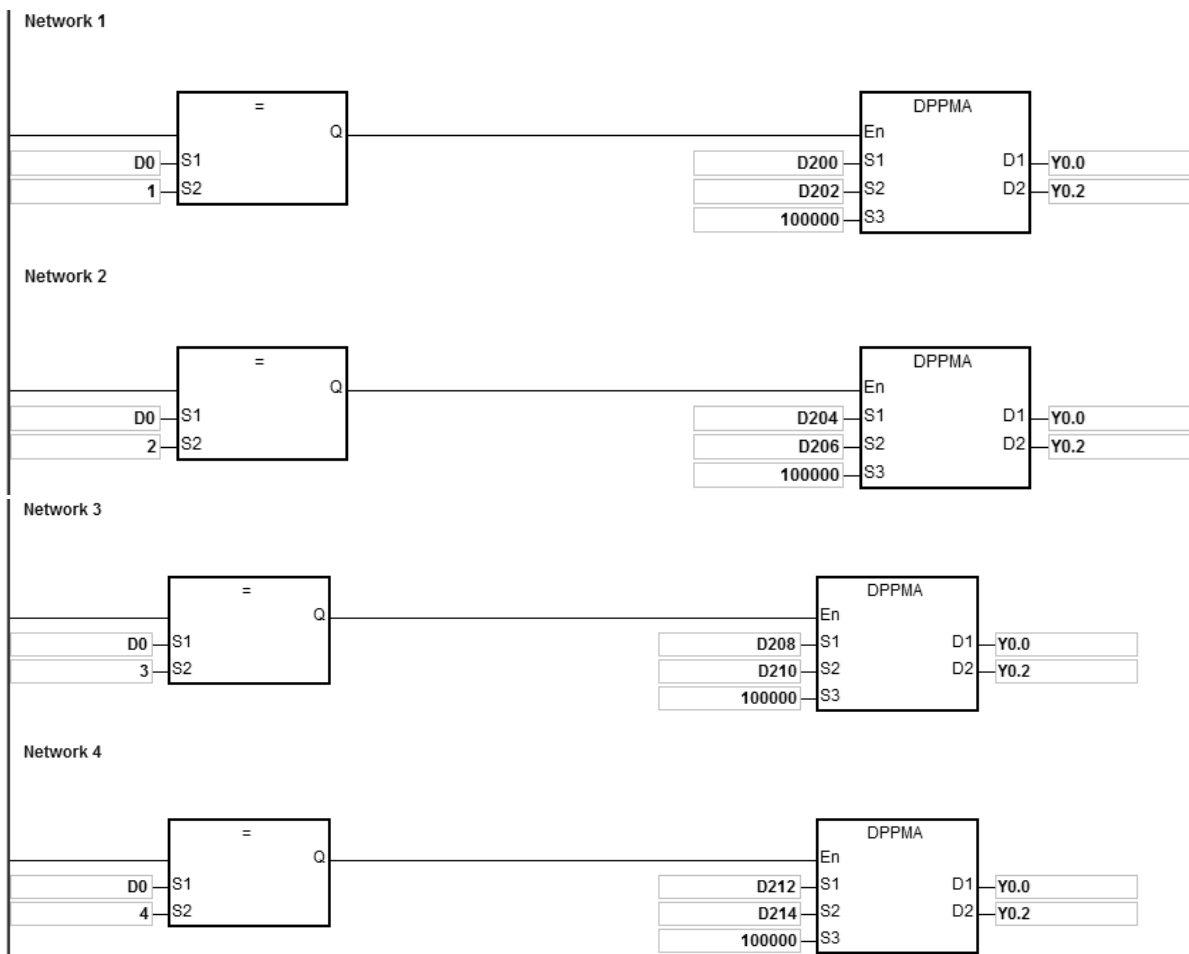 Network 1
= DPPMA
Q En
D0 S1 D200 S1 D1 Y0.0
1 S2 D202 S2 D2 Y0.2
100000 S3
Network 2
= DPPMA
Q En
D0 S1 D204 S1 D1 Y0.0
2 S2 D206 S2 D2 Y0.2
100000 S3
Network 3
= DPPMA
Q En
D0 S1 D208 S1 D1 Y0.0
3 S2 D210 S2 D2 Y0.2
100000 S3
Network 4
= DPPMA
Q En
D0 S1 D212 S1 D1 Y0.0
4 S2 D214 S2 D2 Y0.2
100000 S3